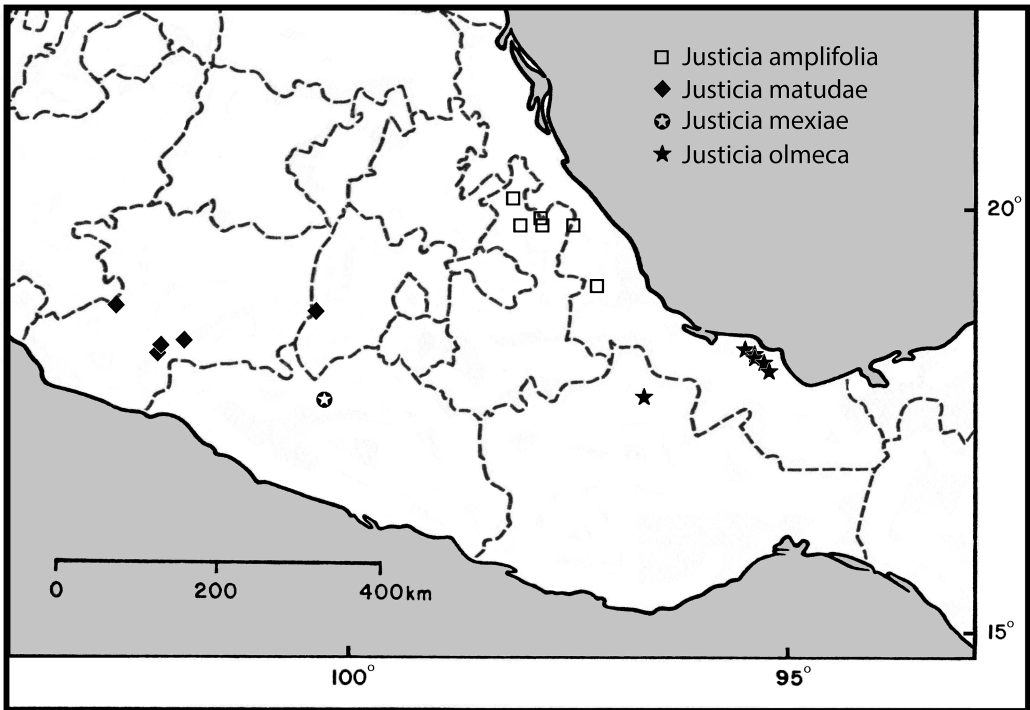 Justicia amplifolia
Justicia matudae
Justicia mexiae
Justicia olmeca
20°
0 200 400km
15°
100° 95°